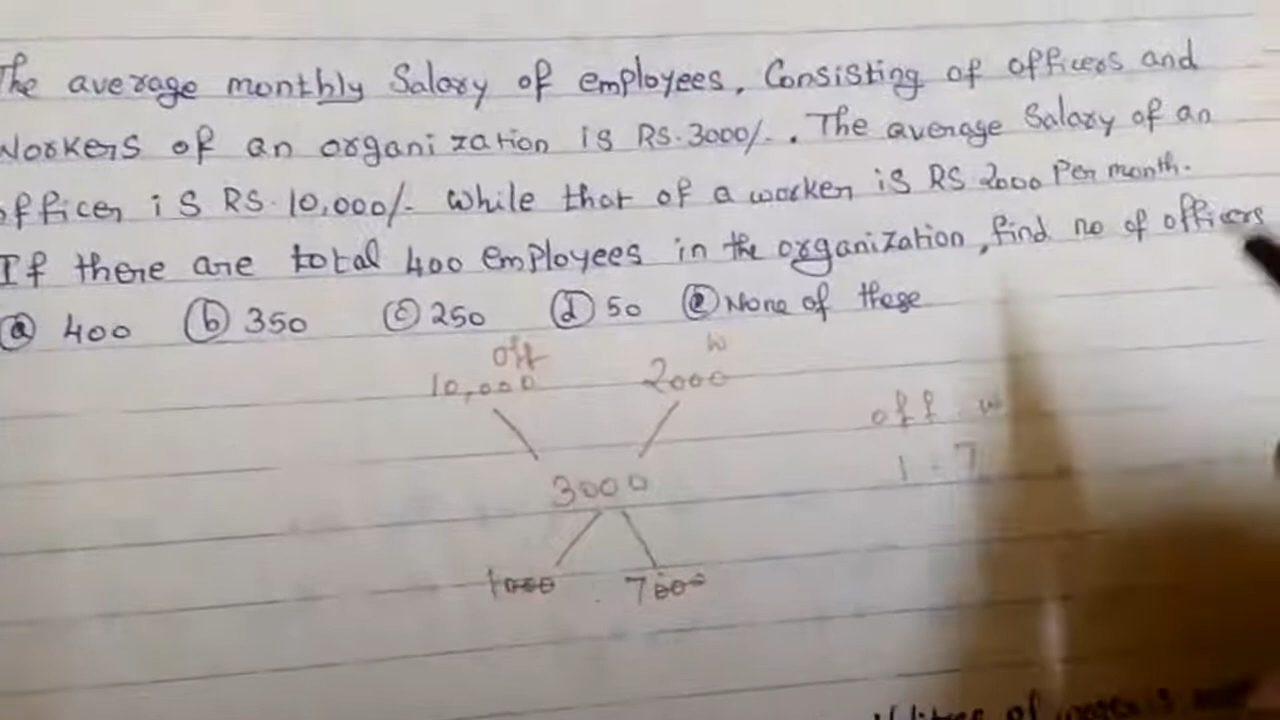 The average monthly Salary of employees, Consisting of officers and
Workers of an organization is RS.3000/-. The average Salary of an
officer is RS. 10,000/- While that of a worker is RS 2000 Per month.
If there are total 400 employees in the organization, find no of officers
(a) 400 (b) 350 (c) 250 (d) 50 (e) None of these
Off W
10,000 2000
off w
1 : 7
3000
1000 : 7000